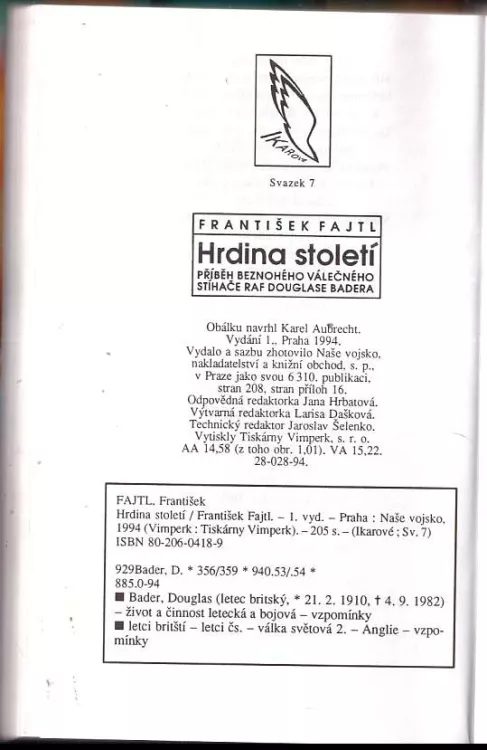 IKAROVÉ
Svazek 7
FRANTIŠEK FAJTL
Hrdina století
PŘÍBĚH BEZNOHÉHO VÁLEČNÉHO
STÍHAČE RAF DOUGLASE BADERA
Obálku navrhl Karel Aubrecht.
Vydání 1., Praha 1994.
Vydalo a sazbu zhotovilo Naše vojsko,
nakladatelství a knižní obchod, s. p.,
v Praze jako svou 6 310. publikaci,
stran 208, stran příloh 16.
Odpovědná redaktorka Jana Hrbatová.
Výtvarná redaktorka Larisa Dašková.
Technický redaktor Jaroslav Šelenko.
Vytiskly Tiskárny Vimperk, s. r. o.
AA 14,58 (z toho obr. 1,01). VA 15,22.
28-028-94.
FAJTL, František
Hrdina století / František Fajtl. – 1. vyd. – Praha : Naše vojsko,
1994 (Vimperk : Tiskárny Vimperk). – 205 s. – (Ikarové ; Sv. 7)
ISBN 80-206-0418-9
929Bader, D. * 356/359 * 940.53/.54 *
885.0-94
■ Bader, Douglas (letec britský, * 21. 2. 1910, † 4. 9. 1982)
– život a činnost letecká a bojová – vzpomínky
■ letci britští – letci čs. – válka světová 2. – Anglie – vzpo-
mínky